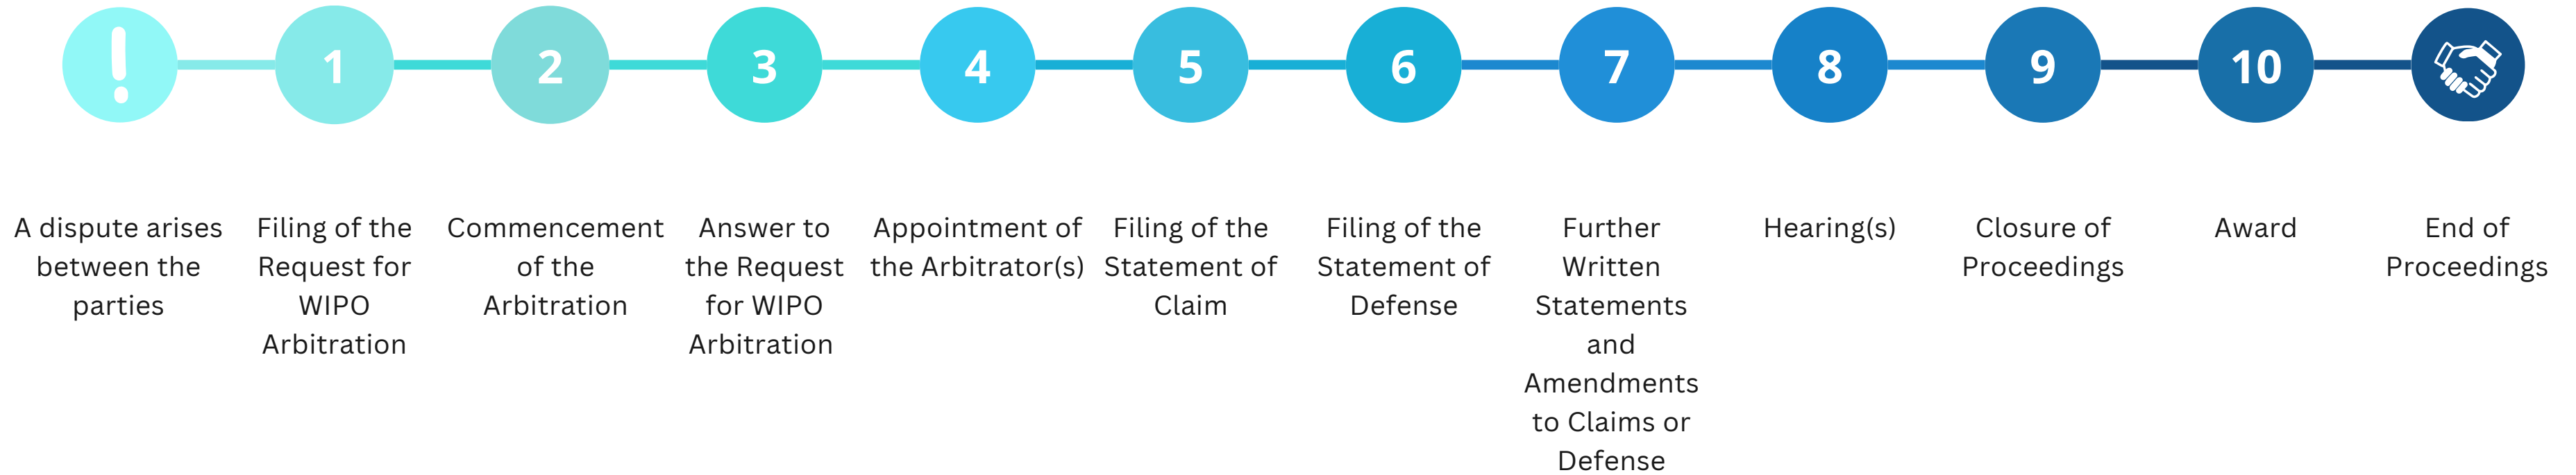 !
1
2
3
4
5
6
7
8
9
10
A dispute arises
between the
parties
Filing of the
Request for
WIPO
Arbitration
Commencement
of the
Arbitration
Answer to
the Request
for WIPO
Arbitration
Appointment of
the Arbitrator(s)
Filing of the
Statement of
Claim
Filing of the
Statement of
Defense
Further
Written
Statements
and
Amendments
to Claims or
Defense
Hearing(s)
Closure of
Proceedings
Award
End of
Proceedings